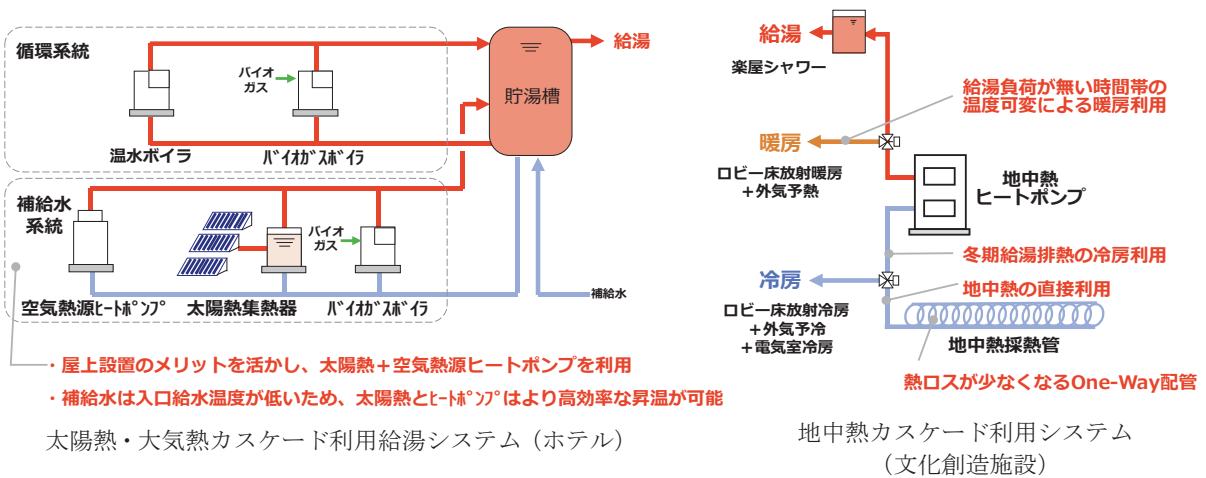 循環系統
バイオ
ガス
温水ボイラ
ﾊﾞｲｵｶﾞｽﾎﾞｲﾗ
貯湯槽
給湯
補給水
系統
バイオ
ガス
空気熱源ﾋｰﾄﾎﾟﾝﾌﾟ
太陽熱集熱器
ﾊﾞｲｵｶﾞｽﾎﾞｲﾗ
補給水
・屋上設置のメリットを活かし、太陽熱＋空気熱源ヒートポンプを利用
・補給水は入口給水温度が低いため、太陽熱とﾋｰﾄﾎﾟﾝﾌﾟはより高効率な昇温が可能
太陽熱・大気熱カスケード利用給湯システム（ホテル）
給湯
楽屋シャワー
給湯負荷が無い時間帯の
温度可変による暖房利用
暖房
ロビー床放射暖房
＋外気予熱
地中熱
ヒートポンプ
冬期給湯排熱の冷房利用
冷房
地中熱の直接利用
ロビー床放射冷房
＋外気予冷
＋電気室冷房
地中熱採熱管
熱ロスが少なくなるOne-Way配管
地中熱カスケード利用システム
（文化創造施設）